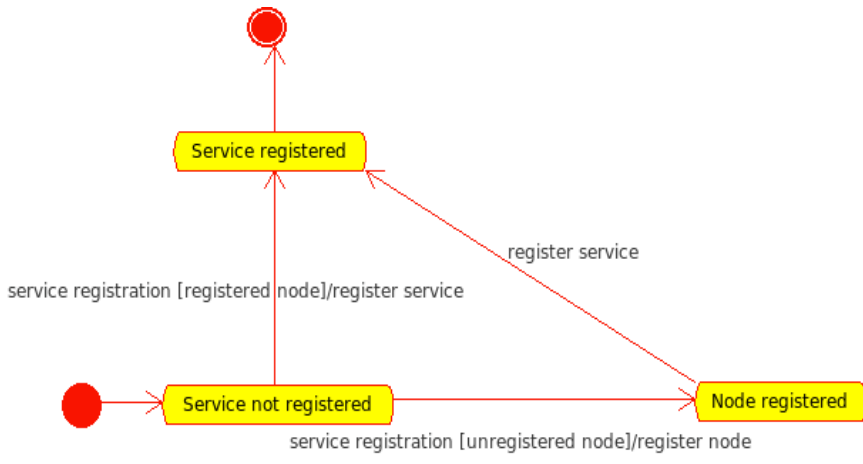 Service registered
register service
service registration [registered node]/register service
Service not registered
Node registered
service registration [unregistered node]/register node